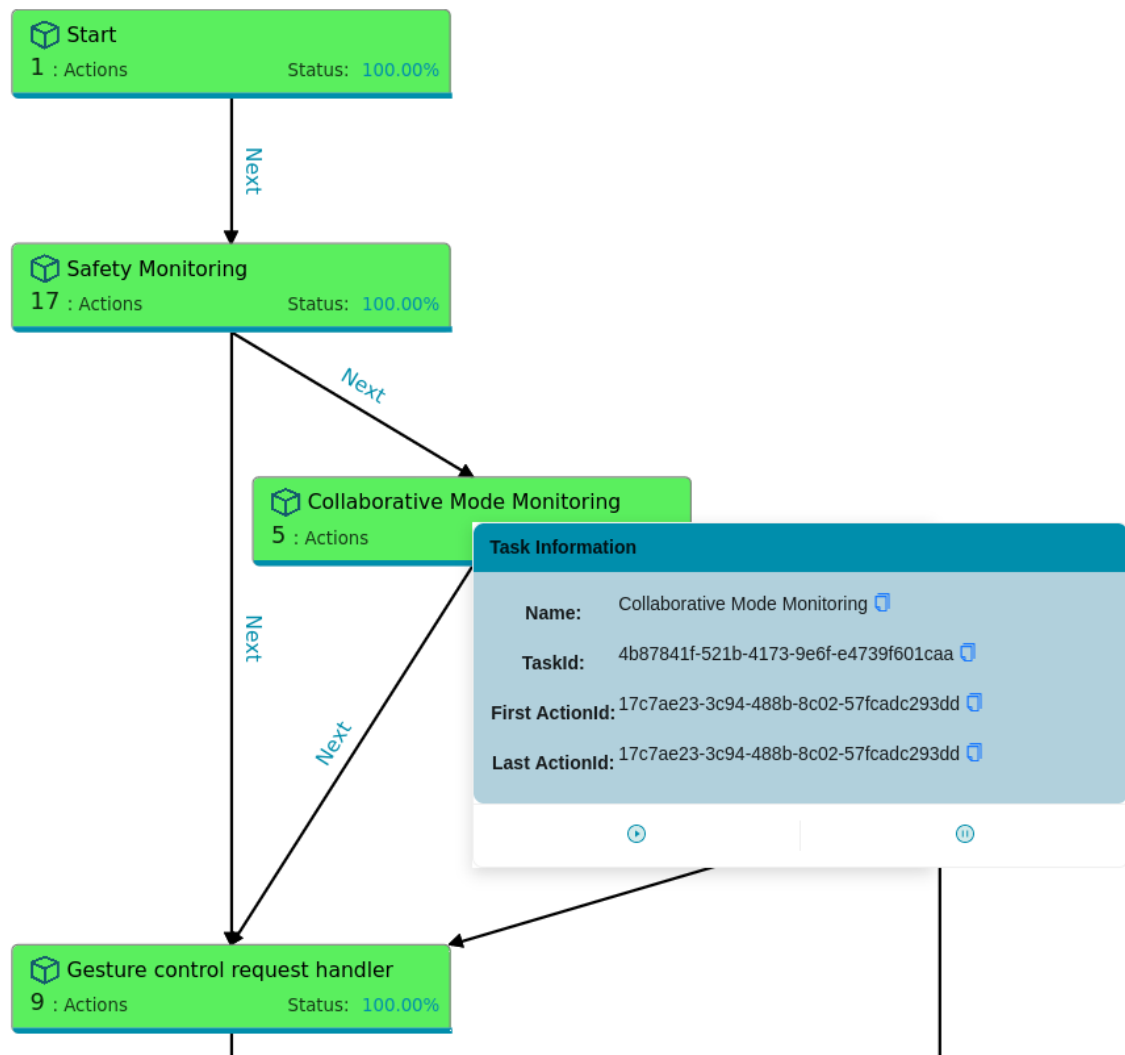 Start
1 : Actions Status: 100.00%
Next
Safety Monitoring
17 : Actions Status: 100.00%
Next
Collaborative Mode Monitoring
5 : Actions
Task Information
Name: Collaborative Mode Monitoring
TaskId: 4b87841f-521b-4173-9e6f-e4739f601caa
First ActionId: 17c7ae23-3c94-488b-8c02-57fcadc293dd
Last ActionId: 17c7ae23-3c94-488b-8c02-57fcadc293dd
Next
Next
Gesture control request handler
9 : Actions Status: 100.00%